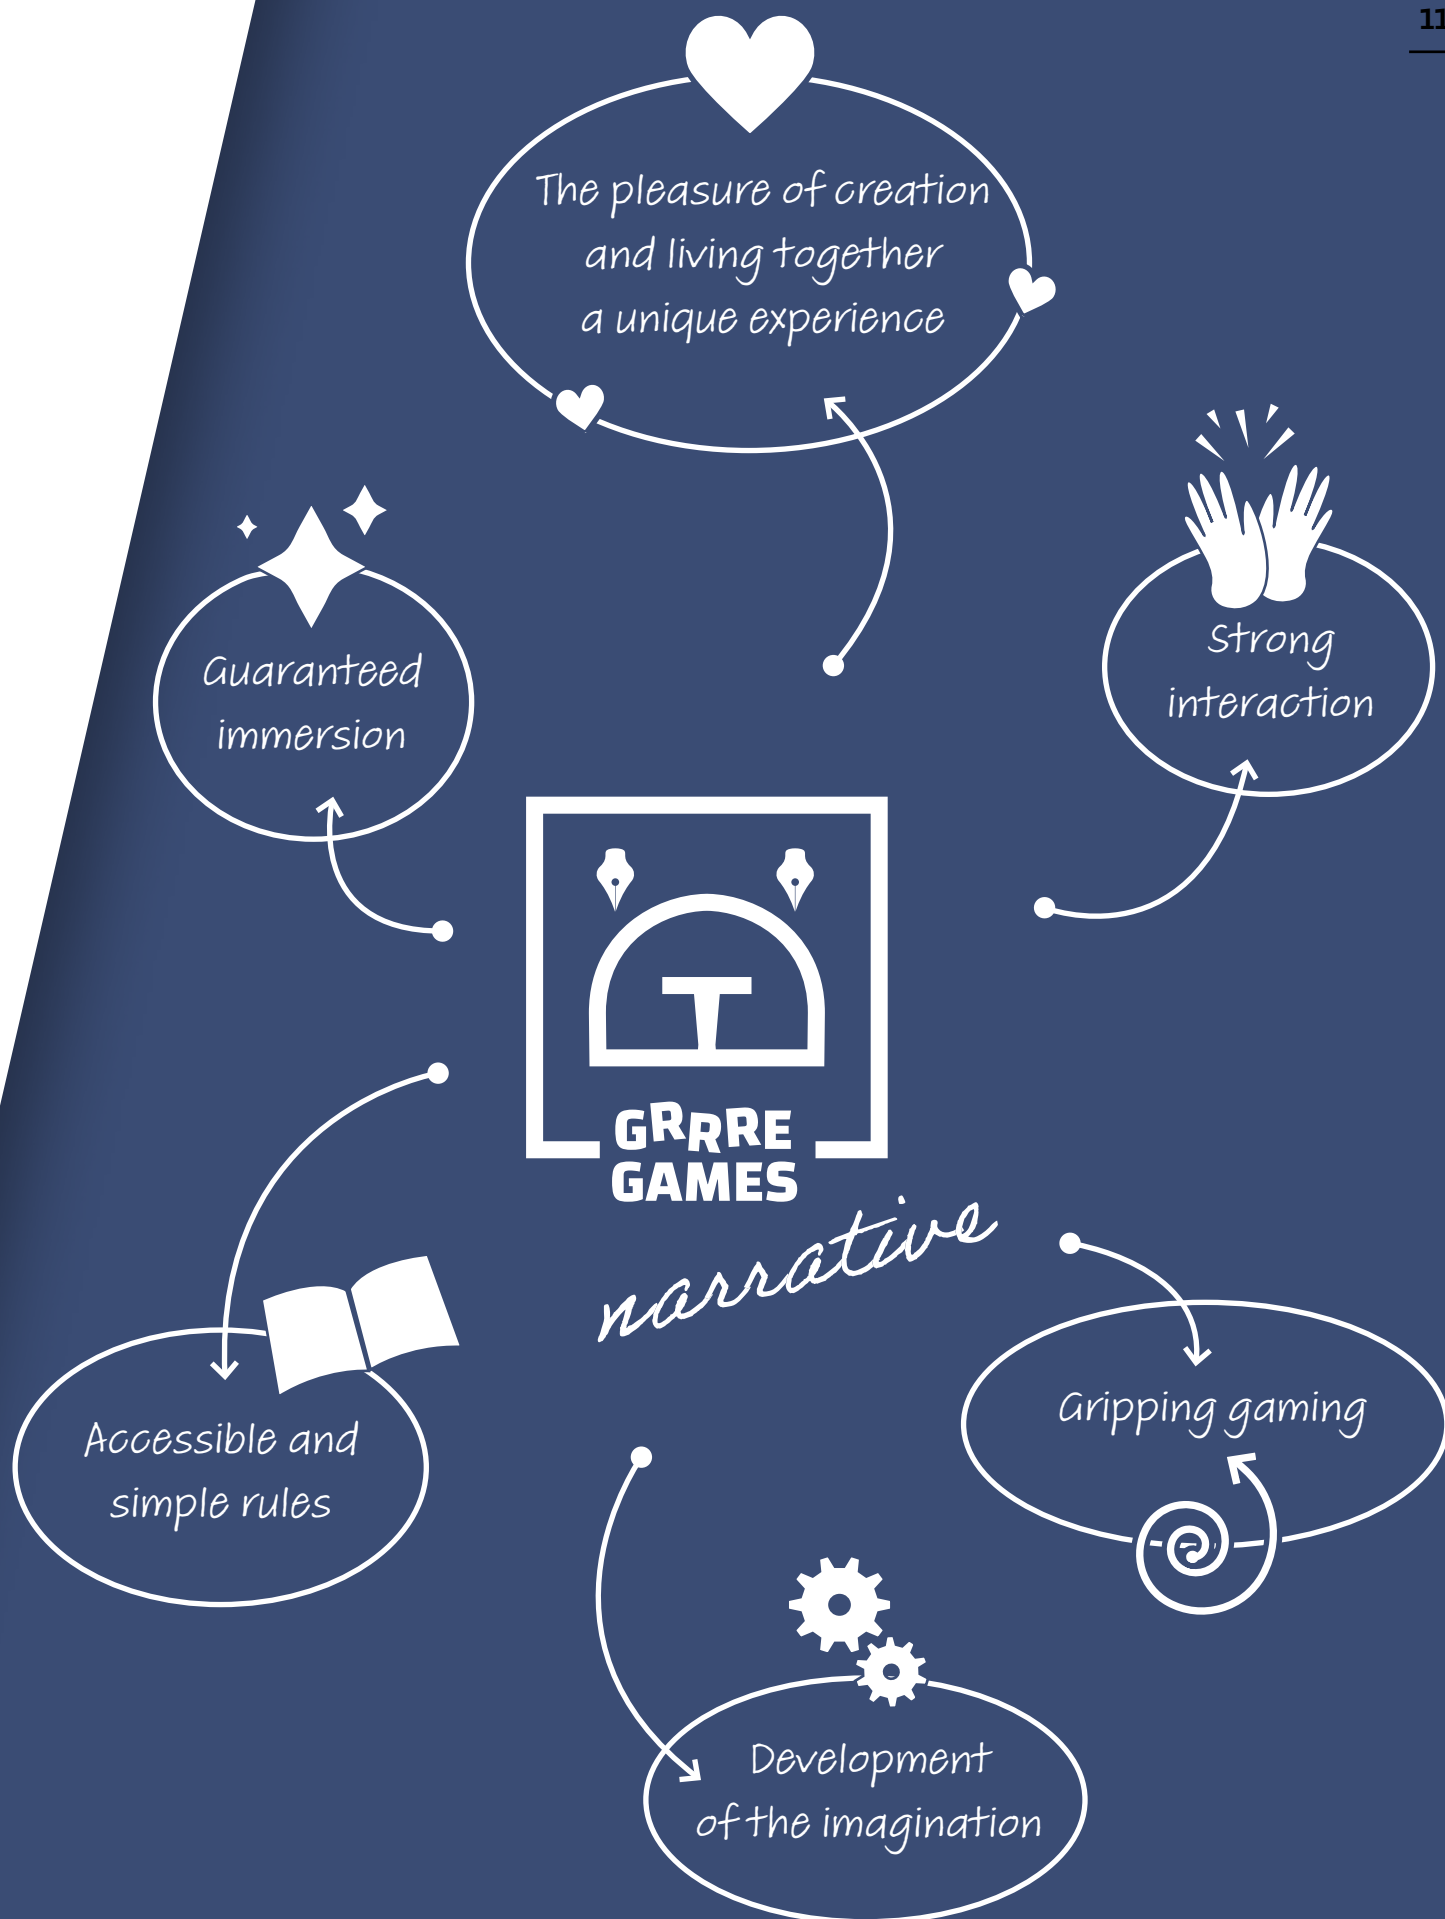 11
The pleasure of creation
and living together
a unique experience
Strong
interaction
Guaranteed
immersion
GRRRE
GAMES
narrative
Accessible and
simple rules
Gripping gaming
Development
of the imagination